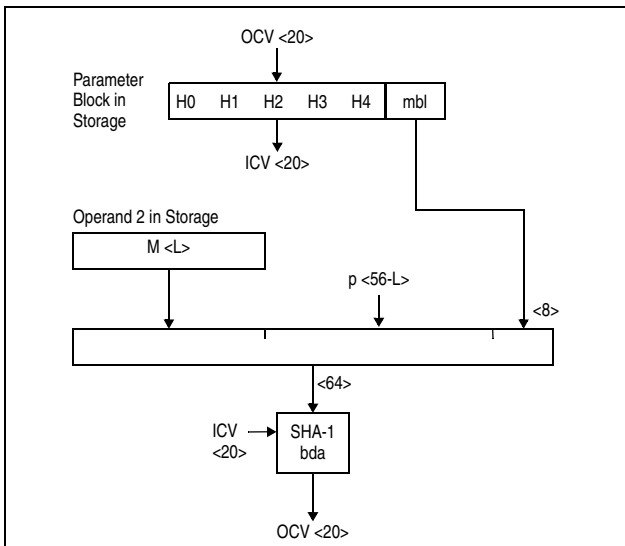 OCV <20>
Parameter
Block in
Storage
H0 H1 H2 H3 H4 mbl
ICV <20>
Operand 2 in Storage
M <L>
p <56-L>
<8>
<64>
ICV
<20>
SHA-1
bda
OCV <20>